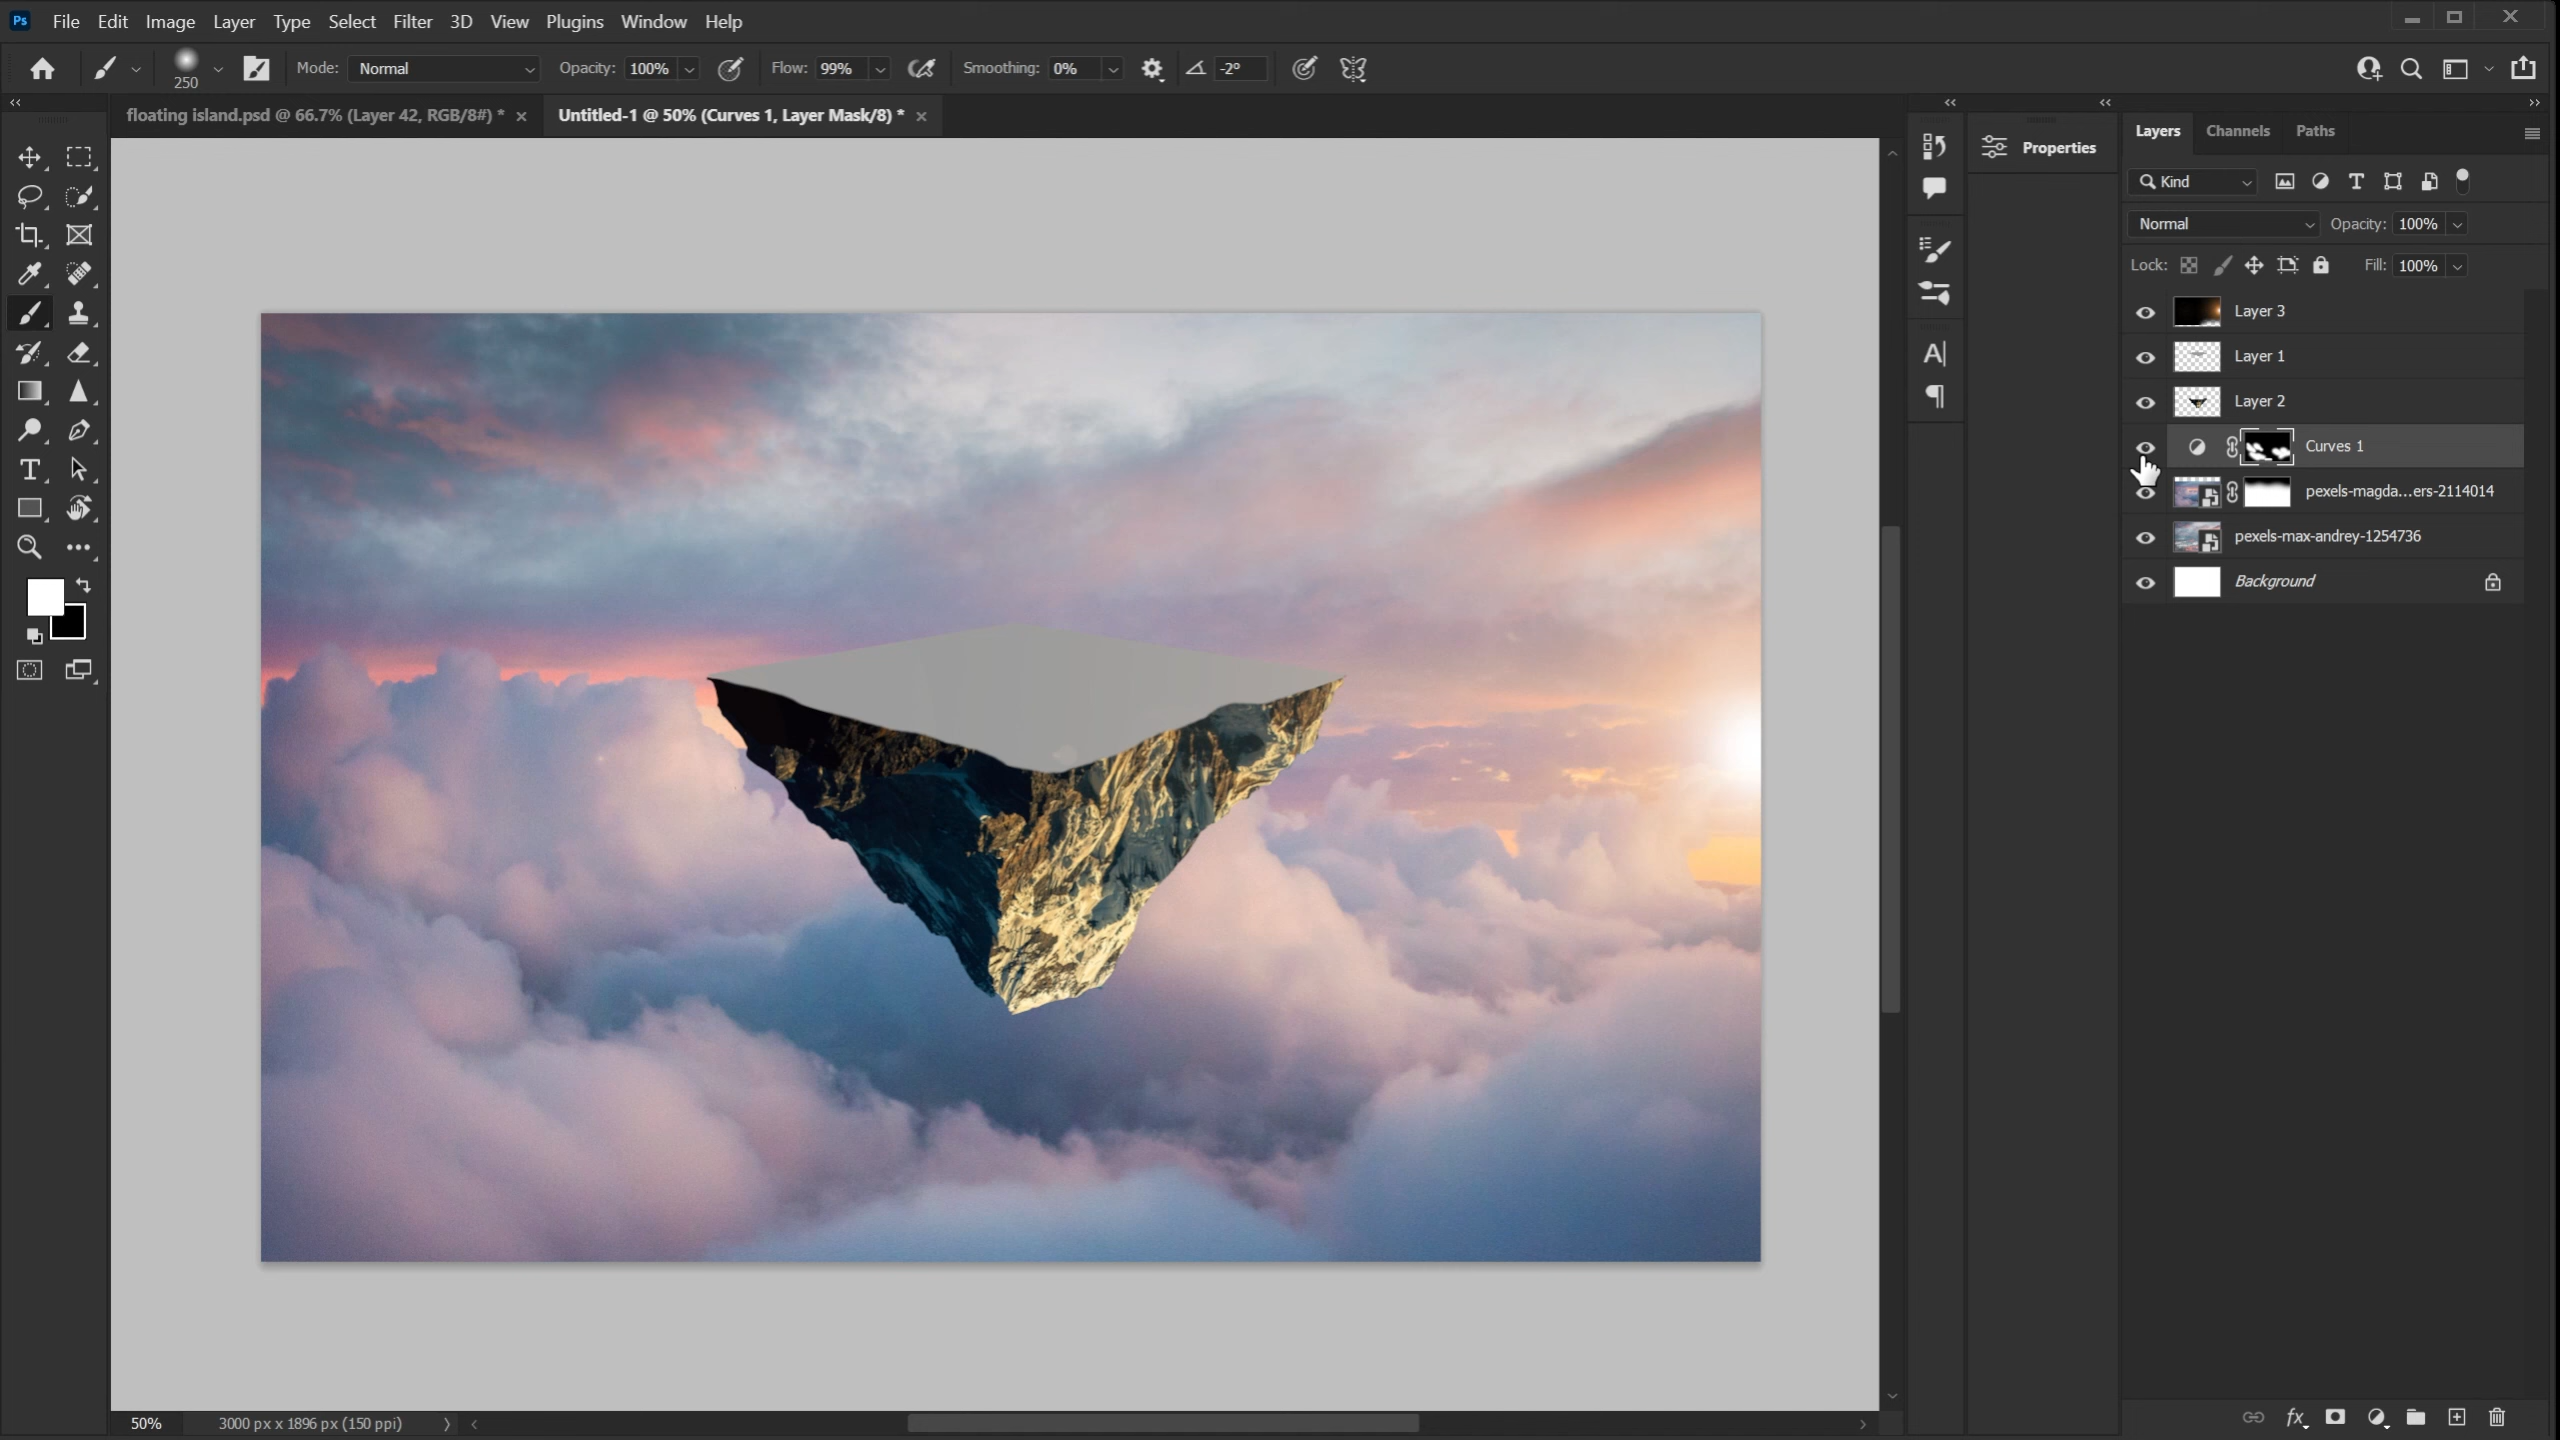 Ps File Edit Image Layer Type Select Filter 3D View Plugins Window Help
250 Mode: Normal Opacity: 100% Flow: 99% Smoothing: 0% -2°
floating island.psd @ 66.7% (Layer 42, RGB/8#) * Untitled-1 @ 50% (Curves 1, Layer Mask/8) *
Properties
Layers Channels Paths
Kind
Normal Opacity: 100%
Lock: Fill: 100%
Layer 3
Layer 1
Layer 2
Curves 1
pexels-magda...ers-2114014
pexels-max-andrey-1254736
Background
50% 3000 px x 1896 px (150 ppi)
fx